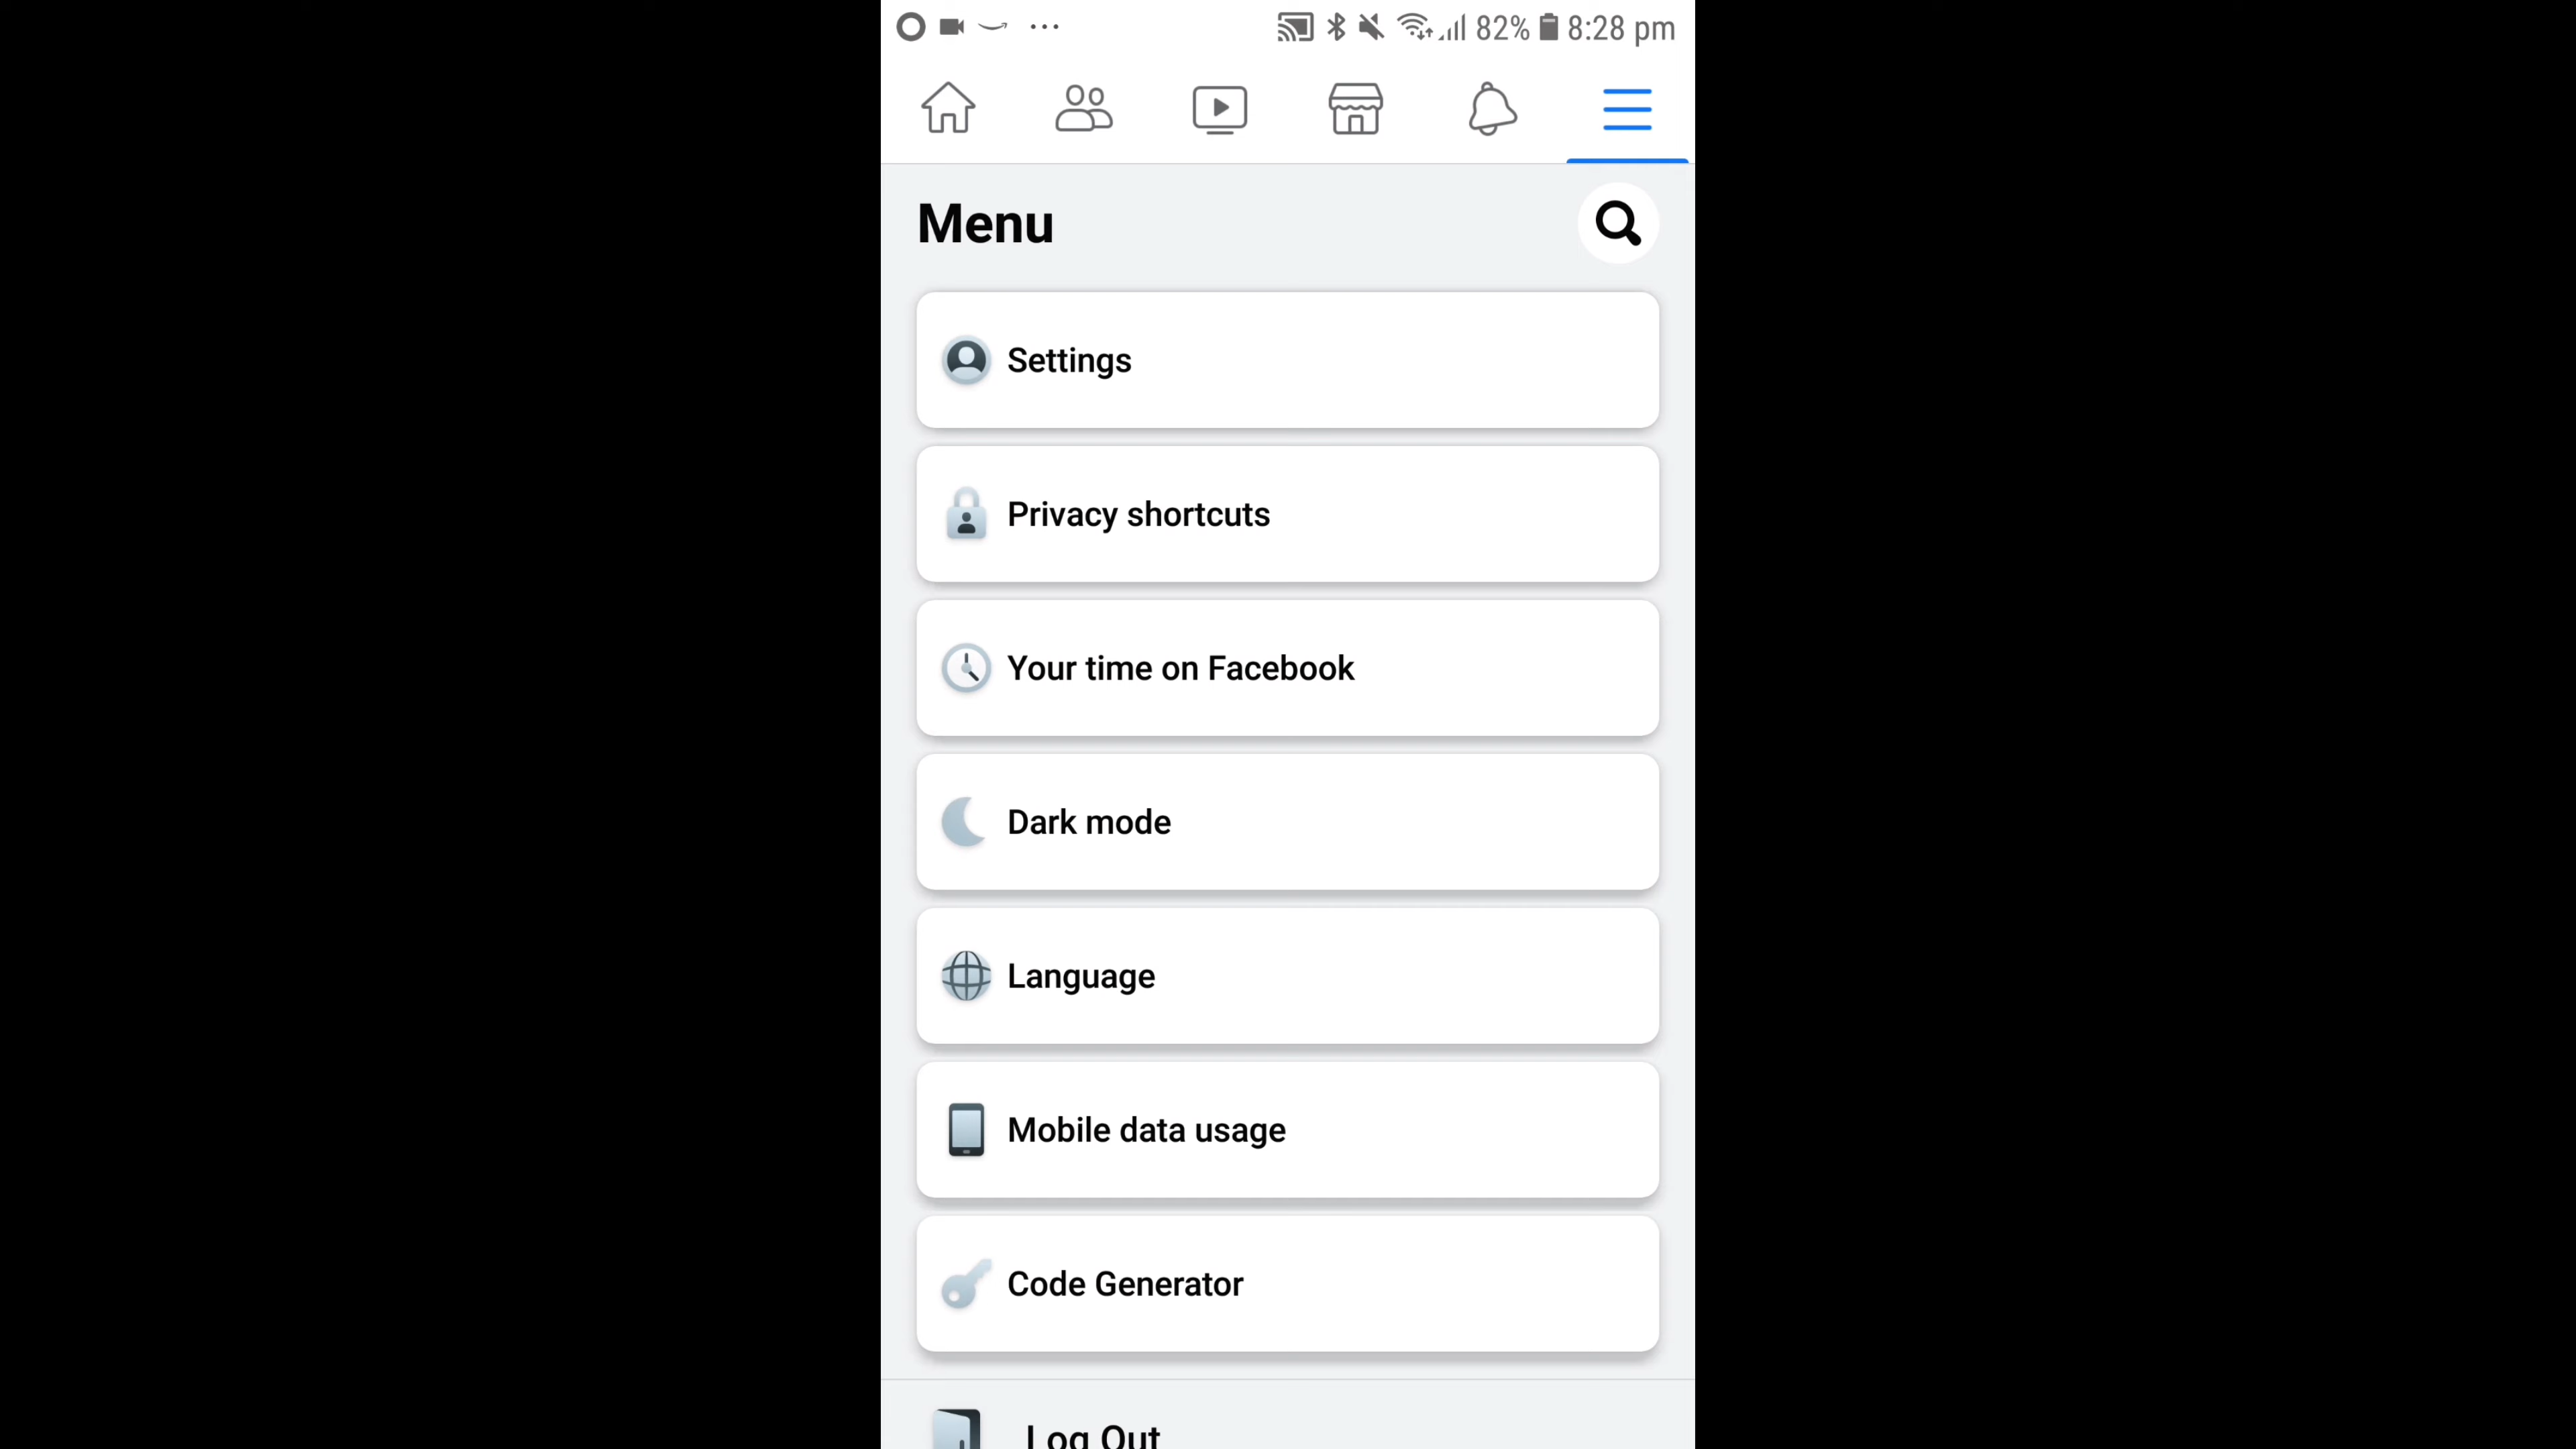 82% 8:28 pm
Menu
Settings
Privacy shortcuts
Your time on Facebook
Dark mode
Language
Mobile data usage
Code Generator
Log Out